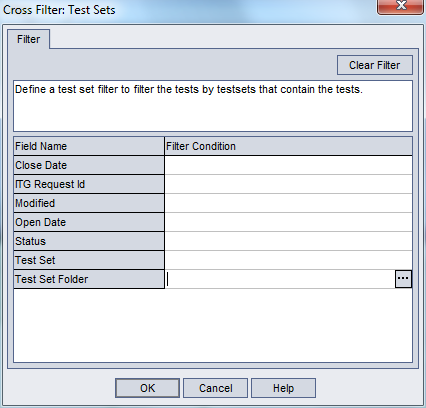 Cross Filter: Test Sets
Filter
Clear Filter
Define a test set filter to filter the tests by testsets that contain the tests.
Field Name Filter Condition
Close Date
ITG Request Id
Modified
Open Date
Status
Test Set
Test Set Folder ...
OK Cancel Help